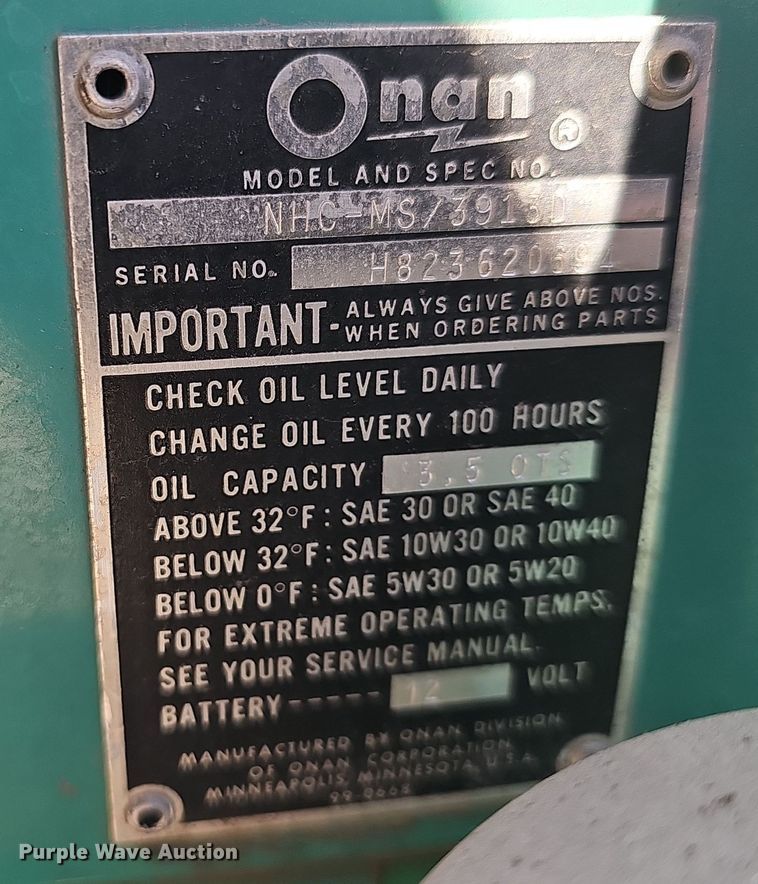 Onan ®
MODEL AND SPEC NO.
NHC-MS/3913D
SERIAL NO. H823620694
IMPORTANT- ALWAYS GIVE ABOVE NOS.
WHEN ORDERING PARTS
CHECK OIL LEVEL DAILY
CHANGE OIL EVERY 100 HOURS
OIL CAPACITY 3.5 QTS
ABOVE 32°F: SAE 30 OR SAE 40
BELOW 32°F: SAE 10W30 OR 10W40
BELOW 0°F: SAE 5W30 OR 5W20
FOR EXTREME OPERATING TEMPS.
SEE YOUR SERVICE MANUAL.
BATTERY----- 12 VOLT
MANUFACTURED BY ONAN DIVISION
OF ONAN CORPORATION
MINNEAPOLIS, MINNESOTA, U.S.A.
Purple Wave Auction